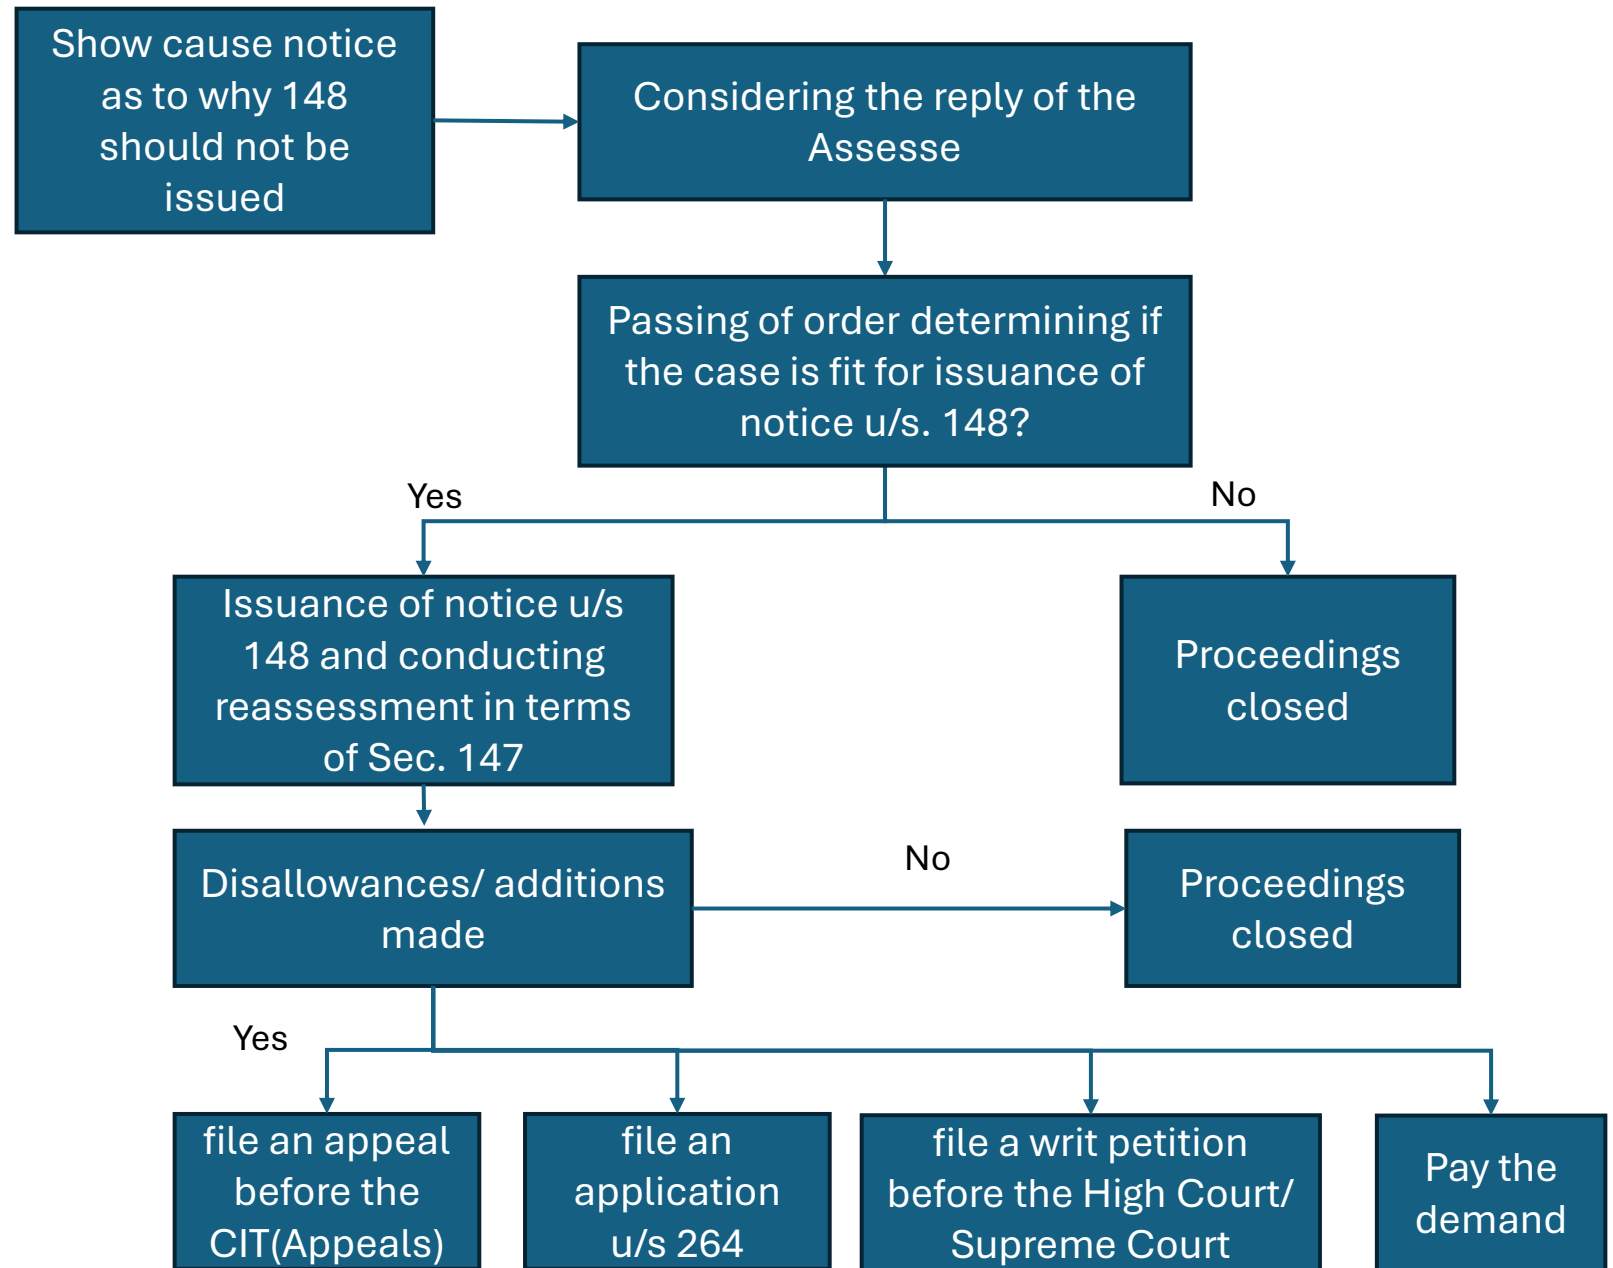 Show cause notice
as to why 148
should not be
issued
Considering the reply of the
Assesse
Passing of order determining if
the case is fit for issuance of
notice u/s. 148?
Yes
No
Issuance of notice u/s
148 and conducting
reassessment in terms
of Sec. 147
Proceedings
closed
Disallowances/ additions
made
No
Proceedings
closed
Yes
file an appeal
before the
CIT(Appeals)
file an
application
u/s 264
file a writ petition
before the High Court/
Supreme Court
Pay the
demand